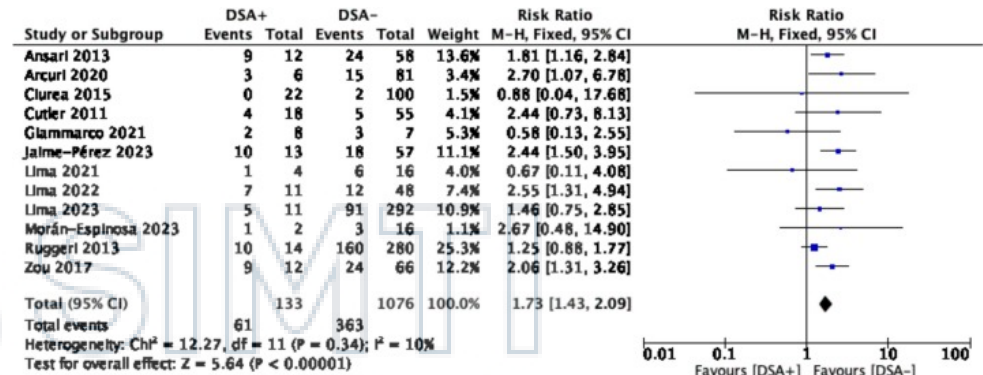 DSA+ DSA- Risk Ratio Risk Ratio
Study or Subgroup Events Total Events Total Weight M-H, Fixed, 95% CI M-H, Fixed, 95% CI
Ansari 2013 9 12 24 58 13.6% 1.81 [1.16, 2.84]
Arcuri 2020 3 6 15 81 3.4% 2.70 [1.07, 6.78]
Ciurea 2015 0 22 2 100 1.5% 0.88 [0.04, 17.68]
Cutler 2011 4 18 5 55 4.1% 2.44 [0.73, 8.13]
Giammarco 2021 2 8 3 7 5.3% 0.58 [0.13, 2.55]
Jaime-Pérez 2023 10 13 18 57 11.1% 2.44 [1.50, 3.95]
Lima 2021 1 4 6 16 4.0% 0.67 [0.11, 4.08]
Lima 2022 7 11 12 48 7.4% 2.55 [1.31, 4.94]
Lima 2023 5 11 91 292 10.9% 1.46 [0.75, 2.85]
Morán-Espinosa 2023 1 2 3 16 1.1% 2.67 [0.48, 14.90]
Ruggeri 2013 10 14 160 280 25.3% 1.25 [0.88, 1.77]
Zou 2017 9 12 24 66 12.2% 2.06 [1.31, 3.26]
Total (95% CI) 133 1076 100.0% 1.73 [1.43, 2.09]
Total events 61 363
Heterogeneity: Chi² = 12.27, df = 11 (P = 0.34); I² = 10%
Test for overall effect: Z = 5.64 (P < 0.00001)
0.01 0.1 1 10 100
Favours [DSA+] Favours [DSA-]
SIMTI